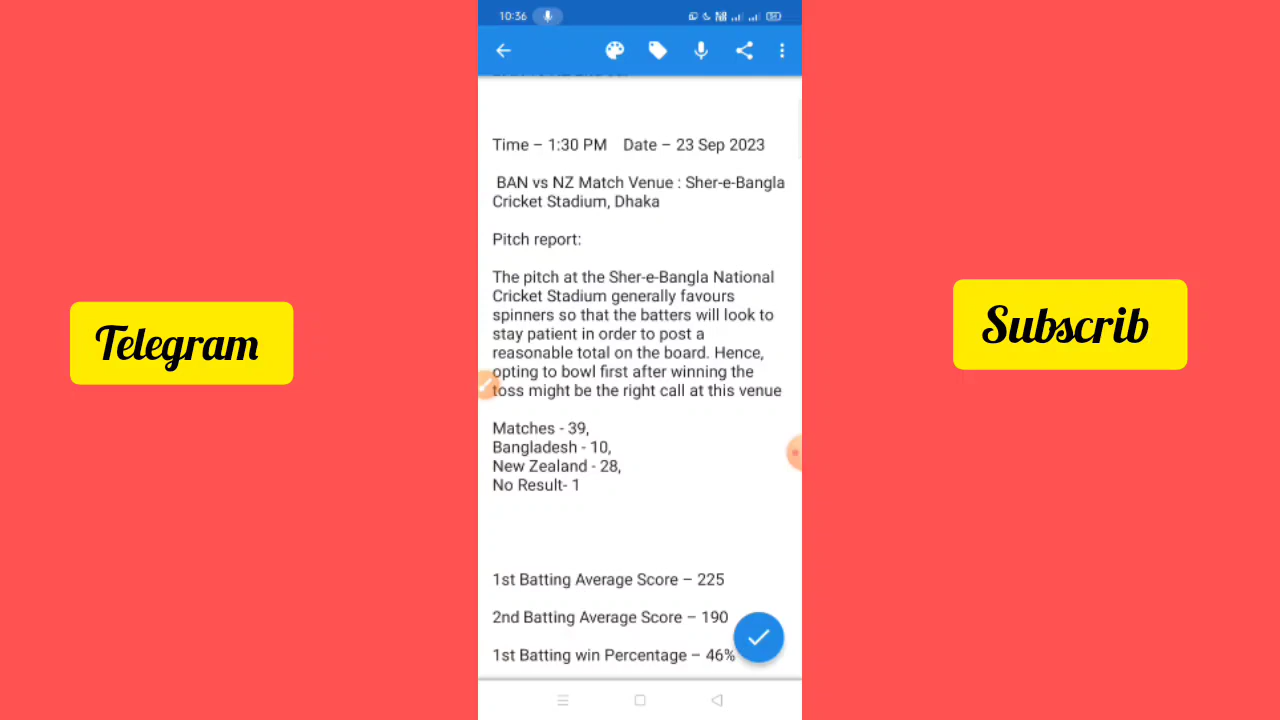 10:36
Time – 1:30 PM Date – 23 Sep 2023
BAN vs NZ Match Venue : Sher-e-Bangla
Cricket Stadium, Dhaka
Pitch report:
The pitch at the Sher-e-Bangla National
Cricket Stadium generally favours
spinners so that the batters will look to
stay patient in order to post a
reasonable total on the board. Hence,
opting to bowl first after winning the
toss might be the right call at this venue
Matches - 39,
Bangladesh - 10,
New Zealand - 28,
No Result- 1
1st Batting Average Score – 225
2nd Batting Average Score – 190
1st Batting win Percentage – 46%
Telegram
Subscrib